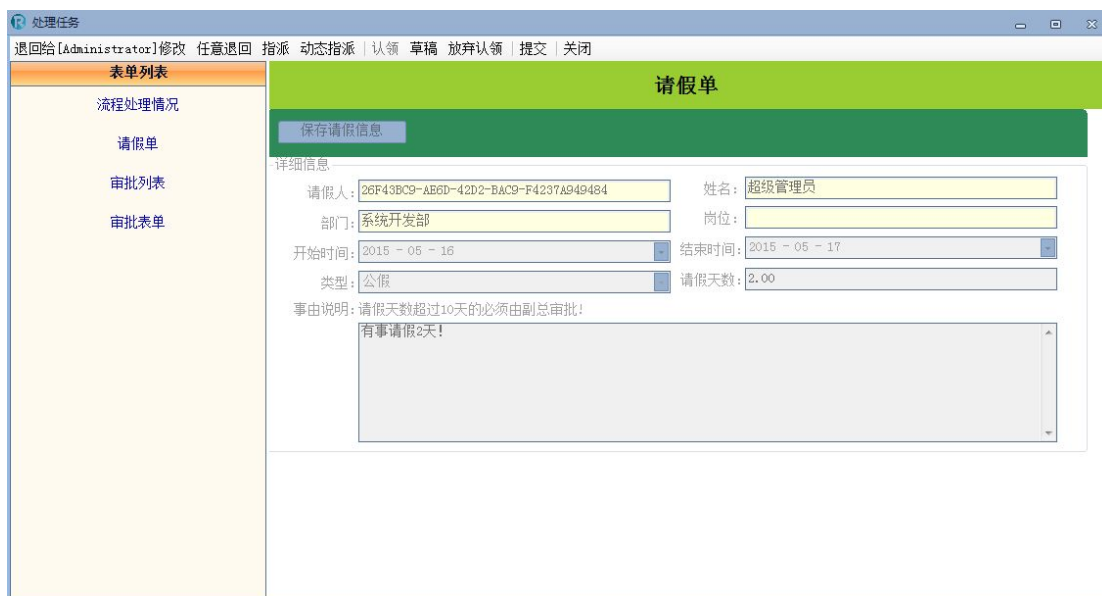 处理任务
退回给[Administrator]修改 任意退回 指派 动态指派 认领 草稿 放弃认领 提交 关闭
表单列表
流程处理情况
请假单
审批列表
审批表单
请假单
保存请假信息
详细信息
请假人: 26F43BC9-AE6D-42D2-BAC9-F4237A949484 姓名: 超级管理员
部门: 系统开发部 岗位:
开始时间: 2015 - 05 - 16 结束时间: 2015 - 05 - 17
类型: 公假 请假天数: 2.00
事由说明: 请假天数超过10天的必须由副总审批!
有事请假2天!